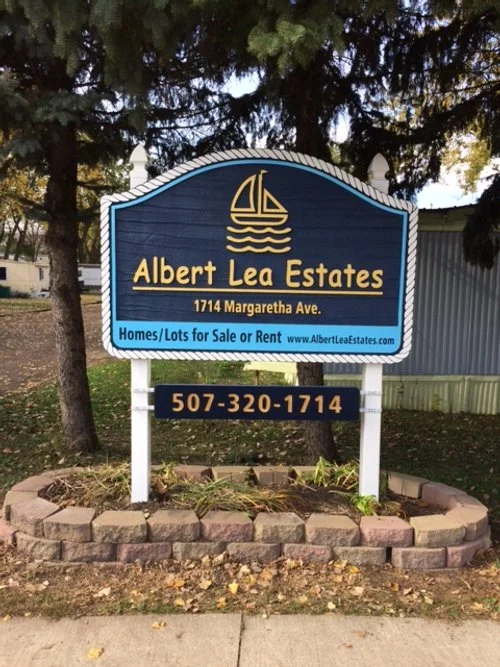 Albert Lea Estates
1714 Margaretha Ave.
Homes/Lots for Sale or Rent www.AlbertLeaEstates.com
507-320-1714